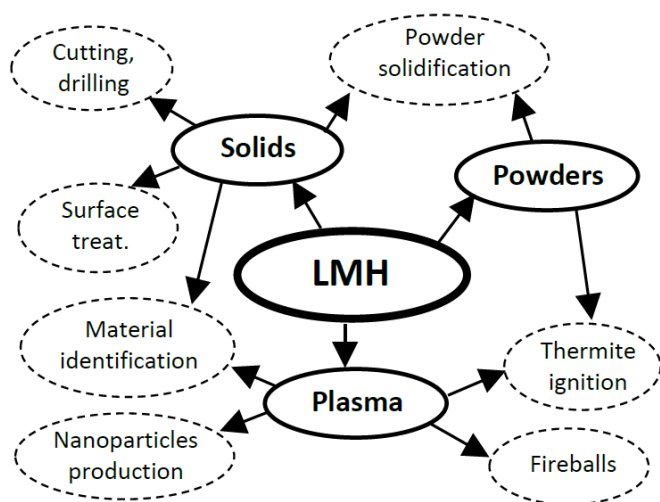 Cutting,
drilling
Powder
solidification
Solids
Powders
Surface
treat.
LMH
Material
identification
Thermite
ignition
Plasma
Nanoparticles
production
Fireballs